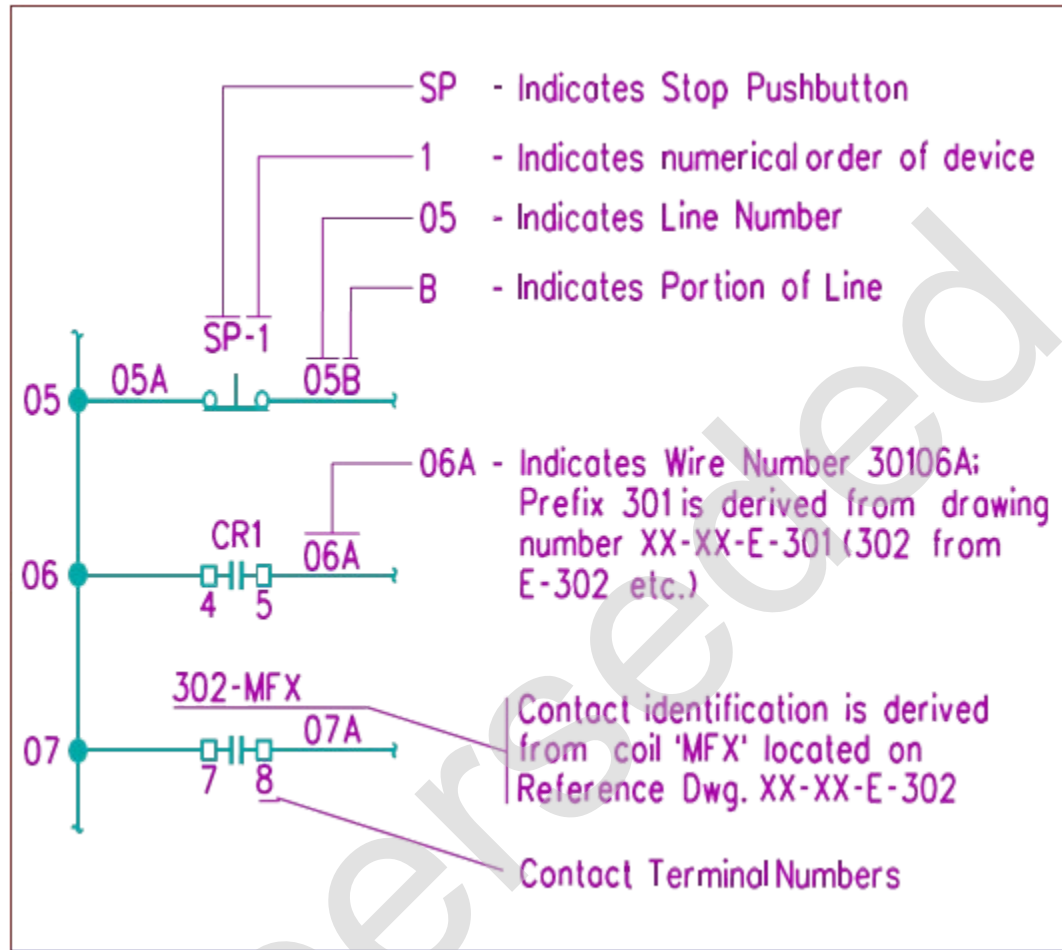 SP - Indicates Stop Pushbutton
1 - Indicates numerical order of device
05 - Indicates Line Number
B - Indicates Portion of Line
SP-1
05 05A 05B
06A - Indicates Wire Number 30106A;
Prefix 301 is derived from drawing
number XX-XX-E-301 (302 from
E-302 etc.)
CR1
06 06A
4 5
302-MFX
07 07A
7 8
Contact identification is derived
from coil 'MFX' located on
Reference Dwg. XX-XX-E-302
Contact Terminal Numbers
erseded